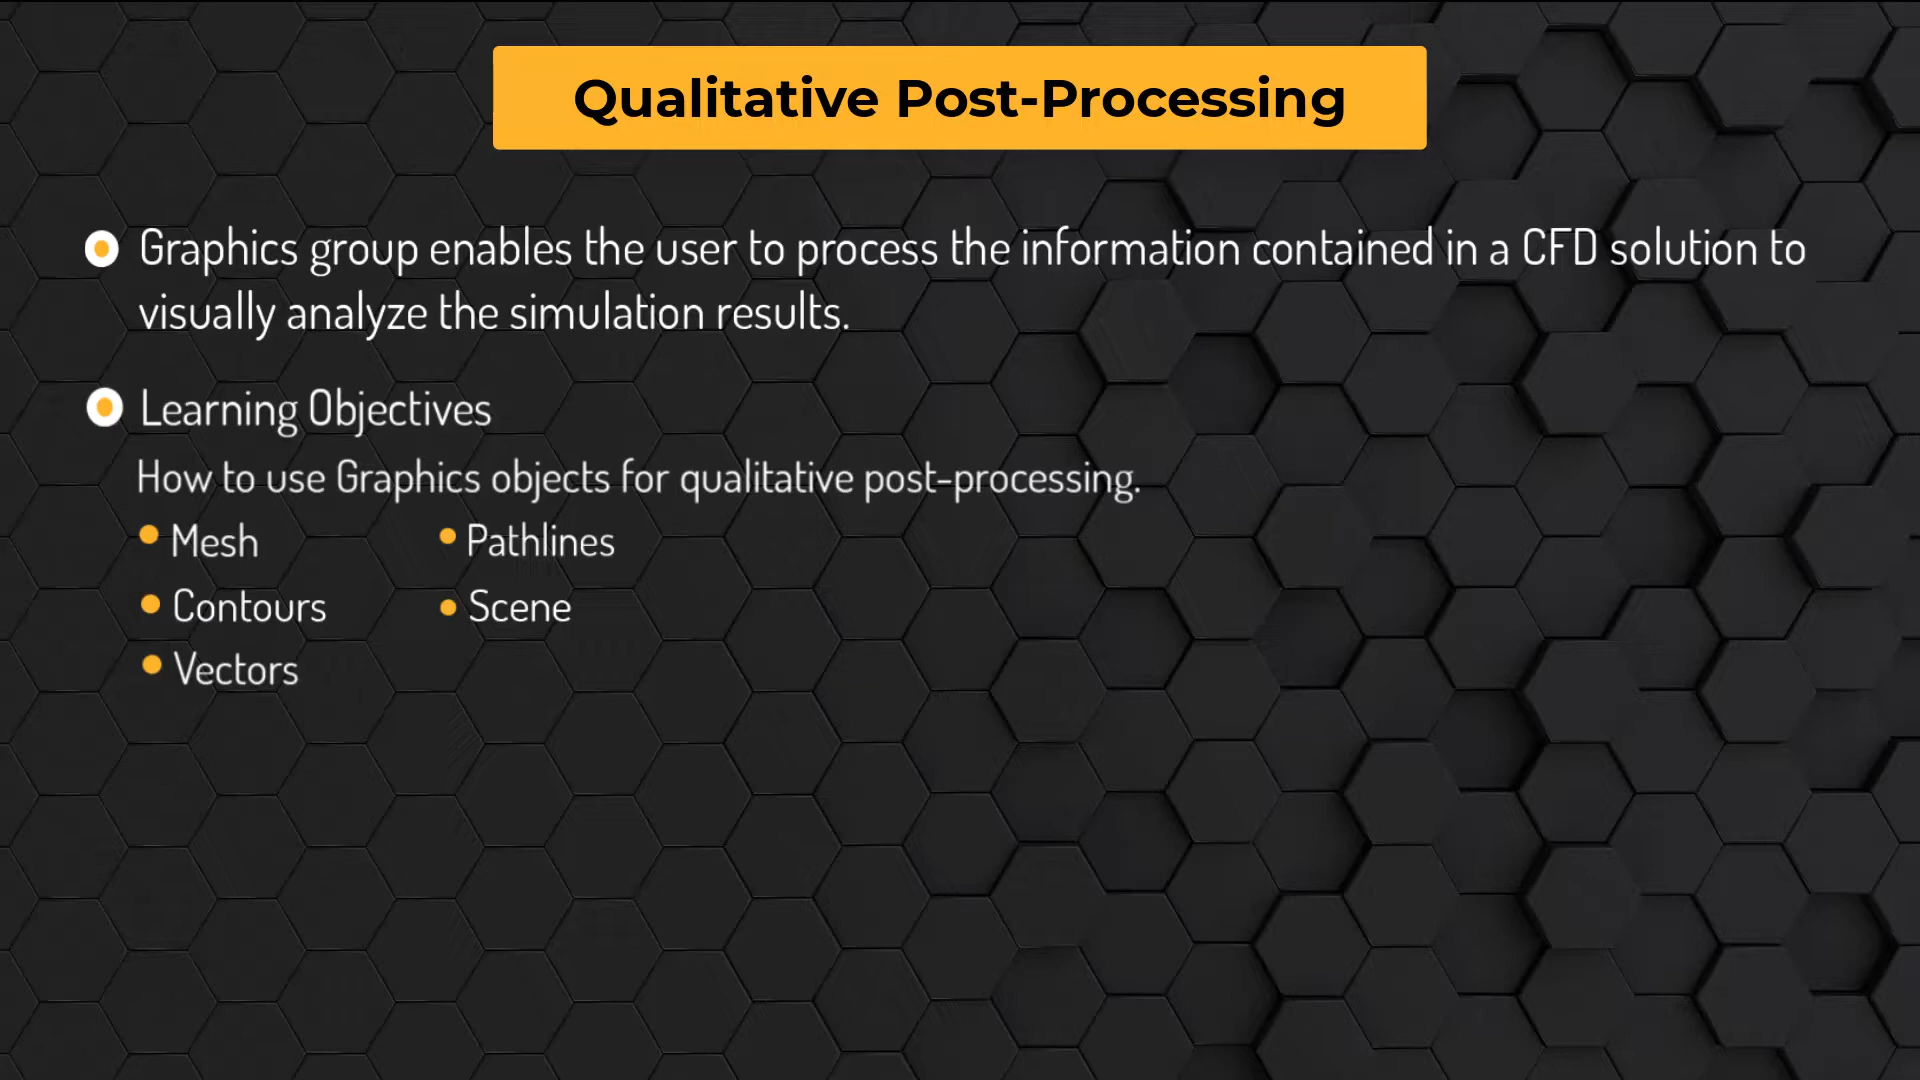 Qualitative Post-Processing
Graphics group enables the user to process the information contained in a CFD solution to
visually analyze the simulation results.
Learning Objectives
How to use Graphics objects for qualitative post-processing.
Mesh
Contours
Vectors
Pathlines
Scene